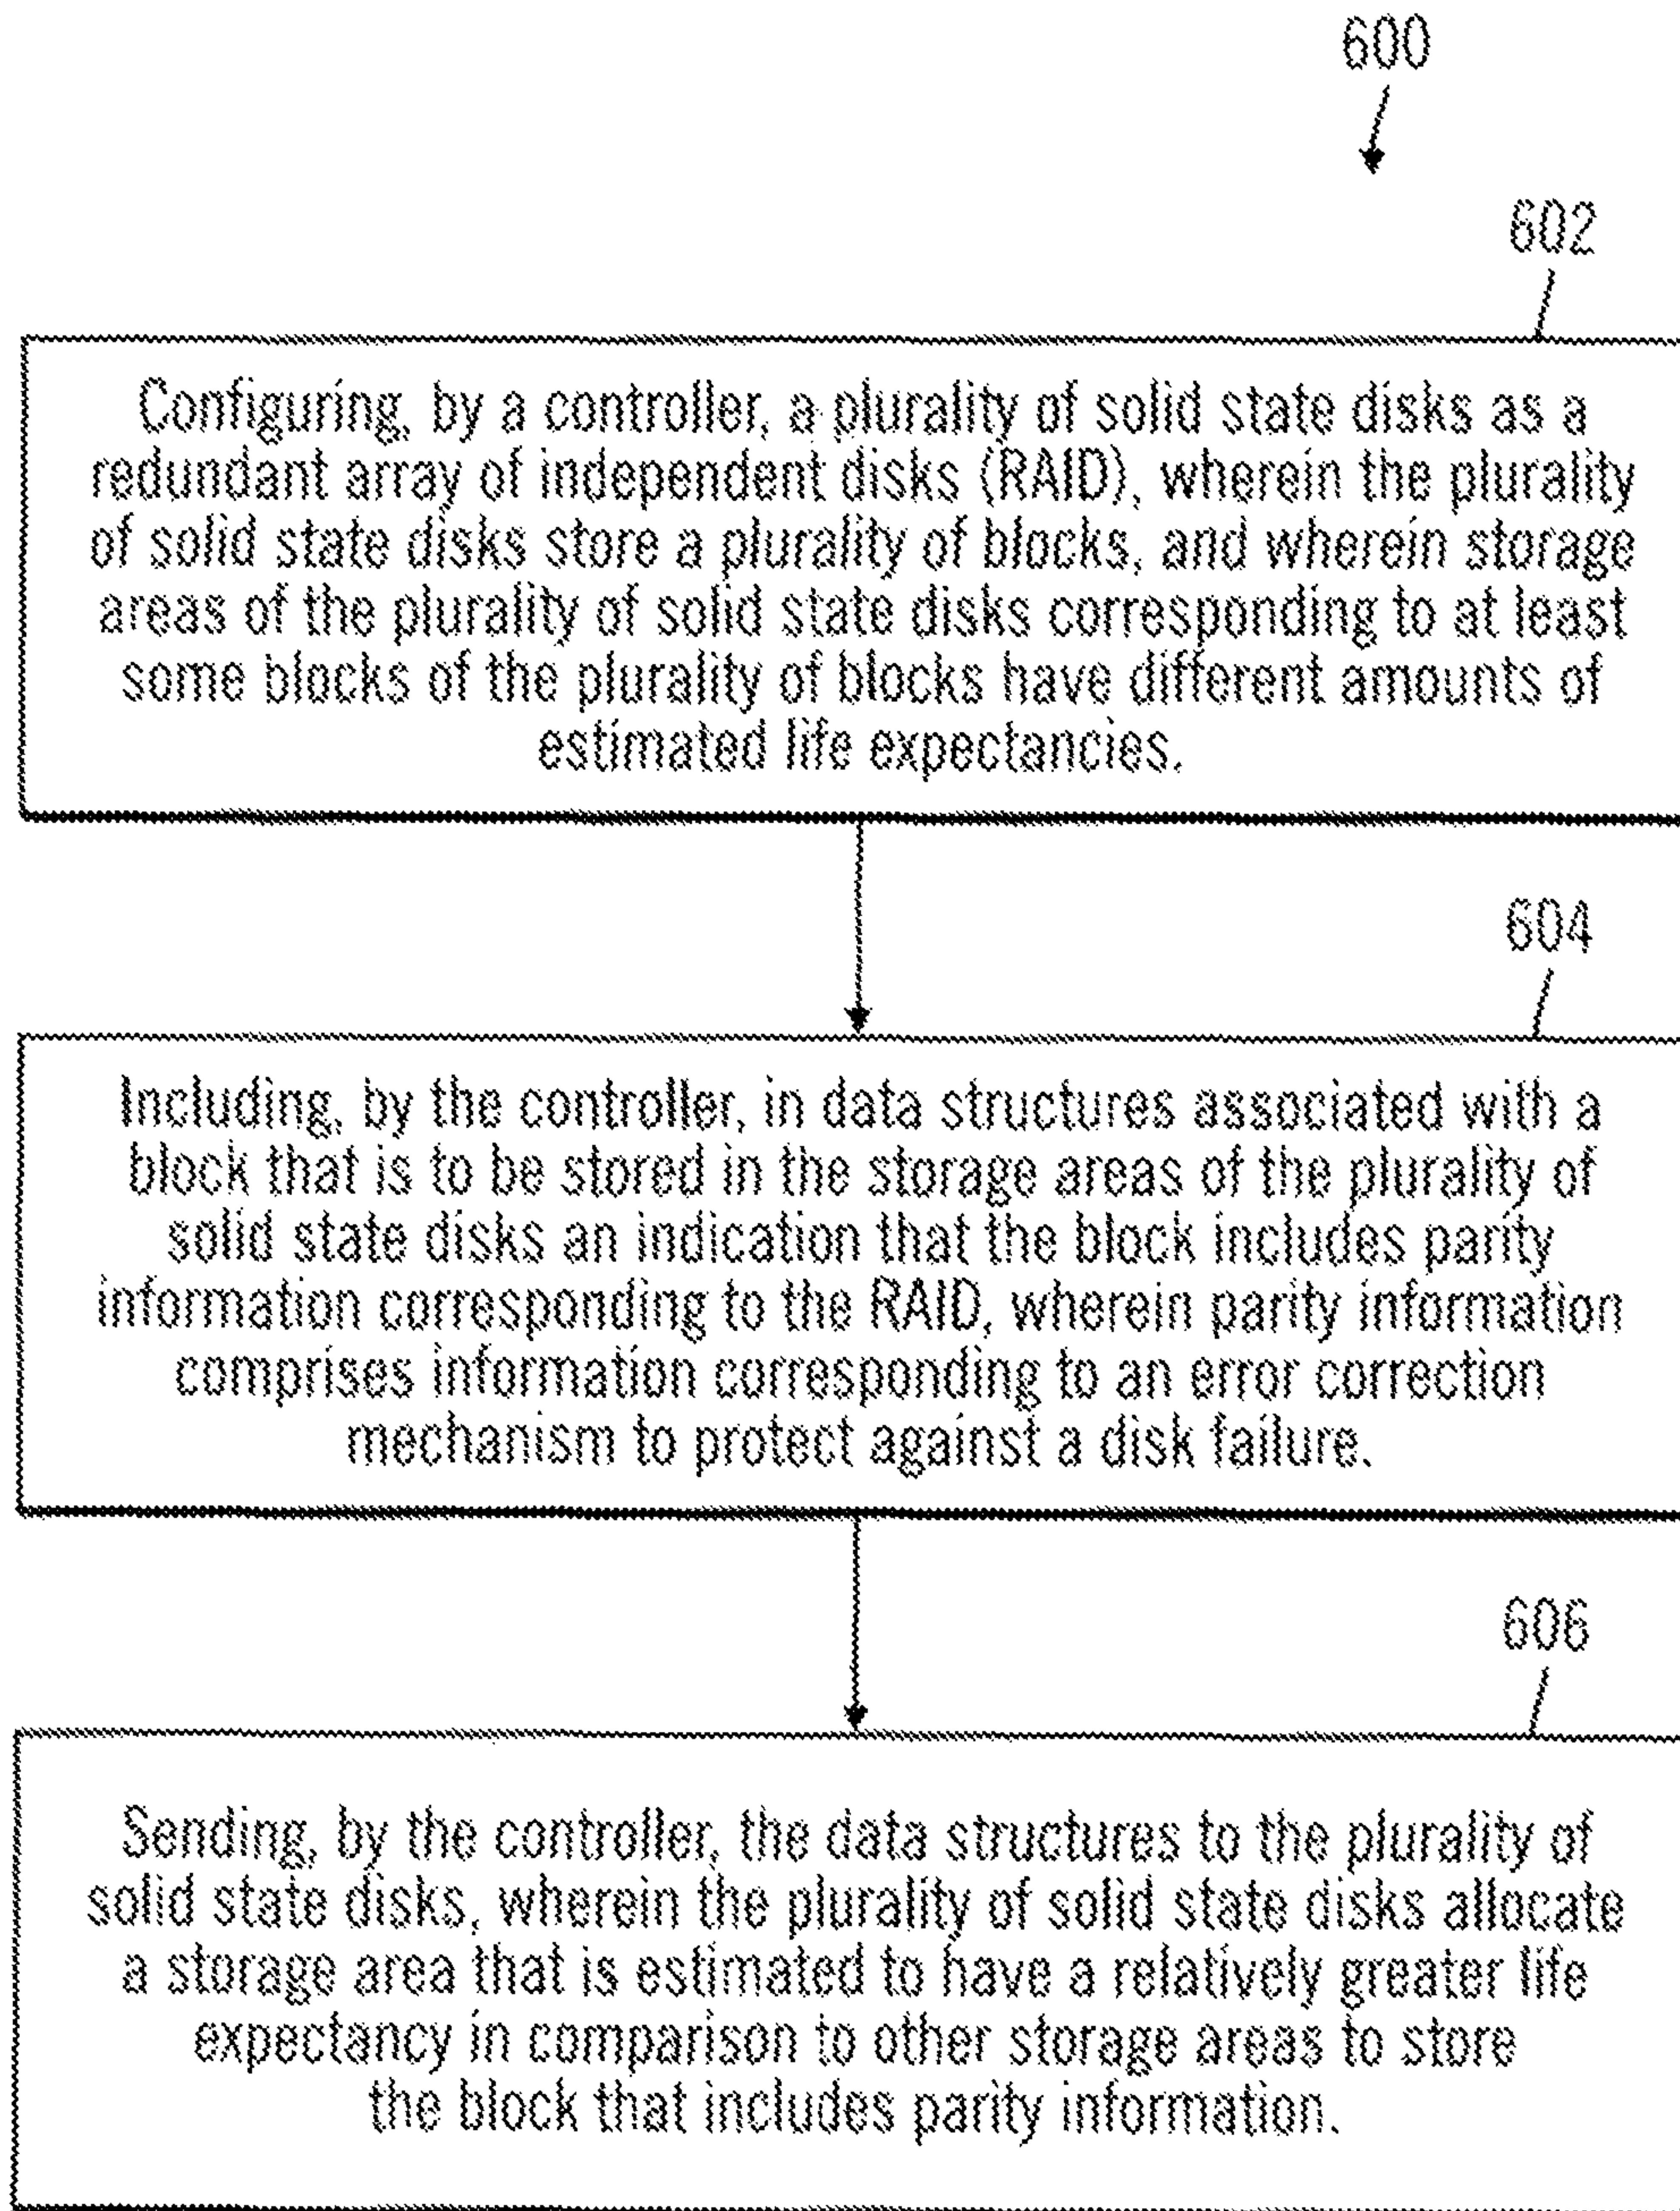 600
602
Configuring, by a controller, a plurality of solid state disks as a
redundant array of independent disks (RAID), wherein the plurality
of solid state disks store a plurality of blocks, and wherein storage
areas of the plurality of solid state disks corresponding to at least
some blocks of the plurality of blocks have different amounts of
estimated life expectancies.
604
Including, by the controller, in data structures associated with a
block that is to be stored in the storage areas of the plurality of
solid state disks an indication that the block includes parity
information corresponding to the RAID, wherein parity information
comprises information corresponding to an error correction
mechanism to protect against a disk failure.
606
Sending, by the controller, the data structures to the plurality of
solid state disks, wherein the plurality of solid state disks allocate
a storage area that is estimated to have a relatively greater life
expectancy in comparison to other storage areas to store
the block that includes parity information.